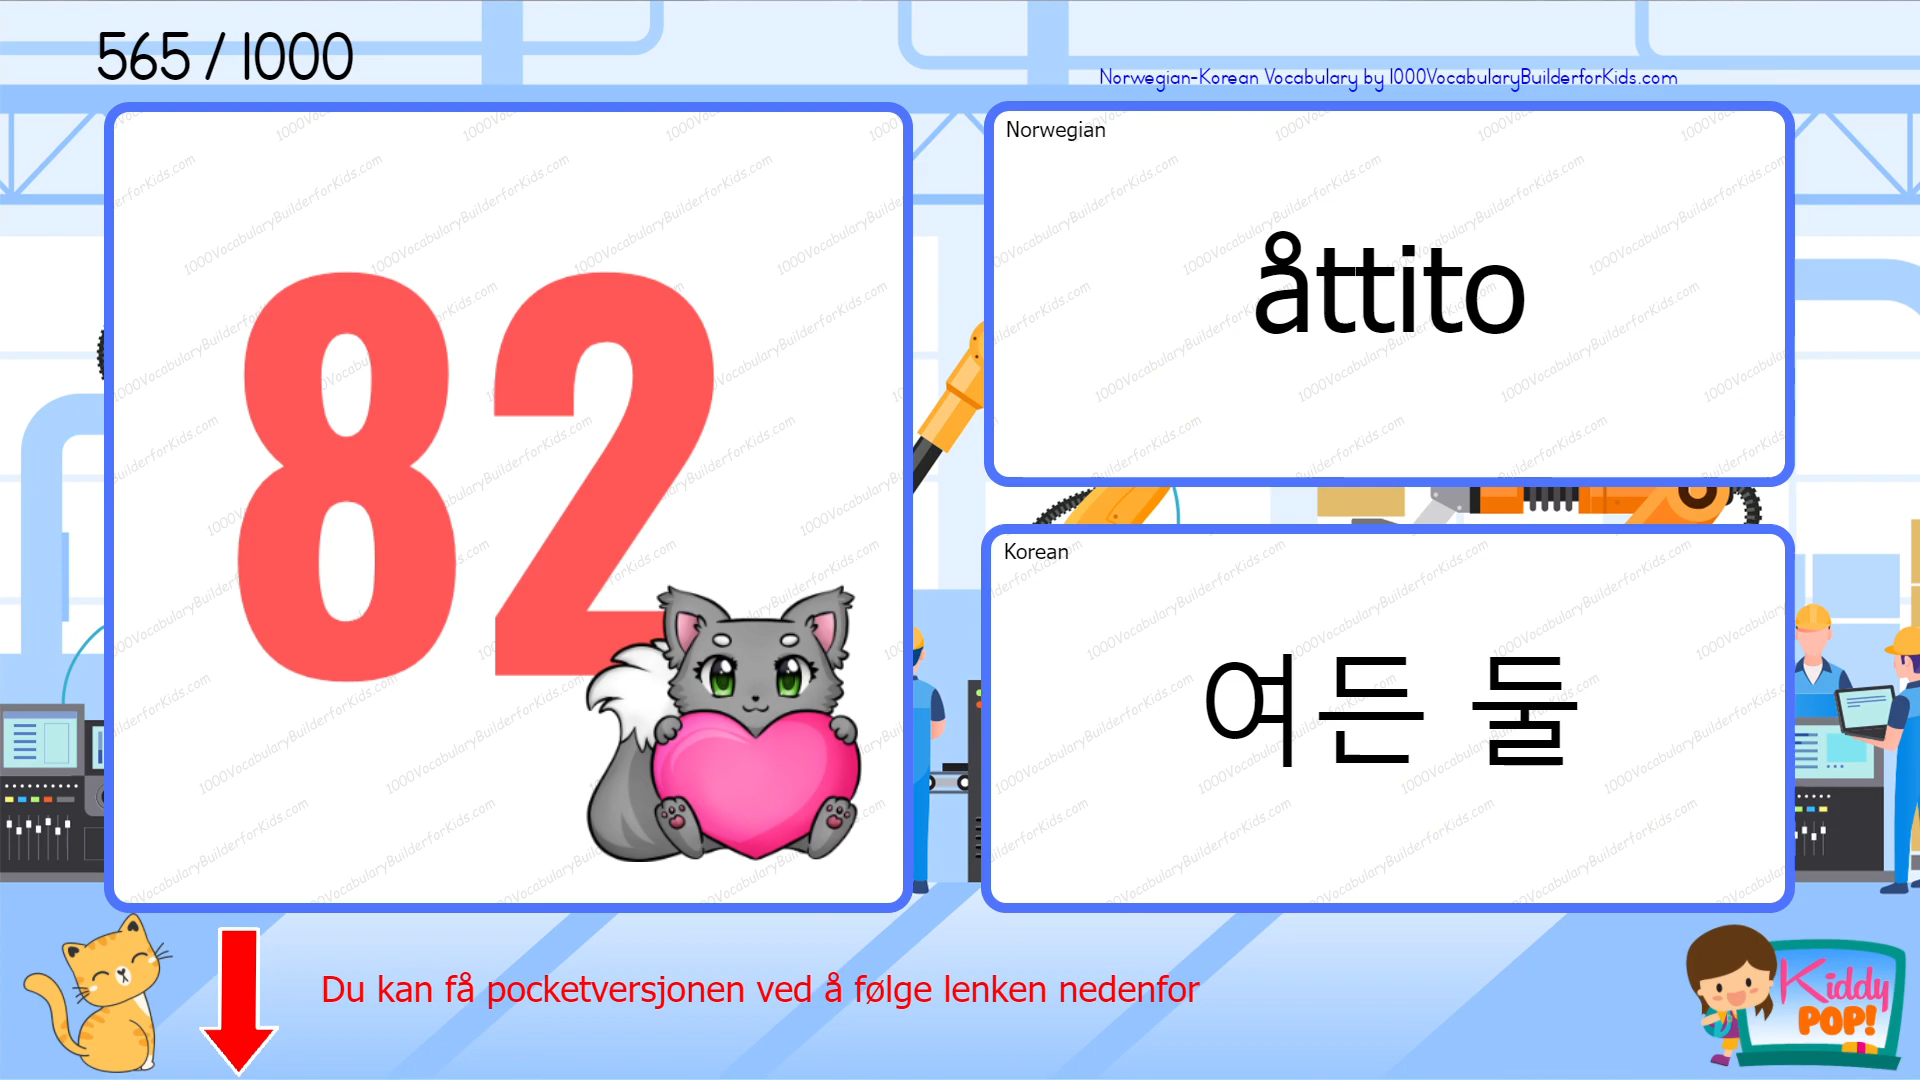 565 / 1000
Norwegian-Korean Vocabulary by 1000VocabularyBuilderforKids.com
82
Norwegian
åttito
Korean
여든 둘
Du kan få pocketversjonen ved å følge lenken nedenfor
Kiddy
POP!